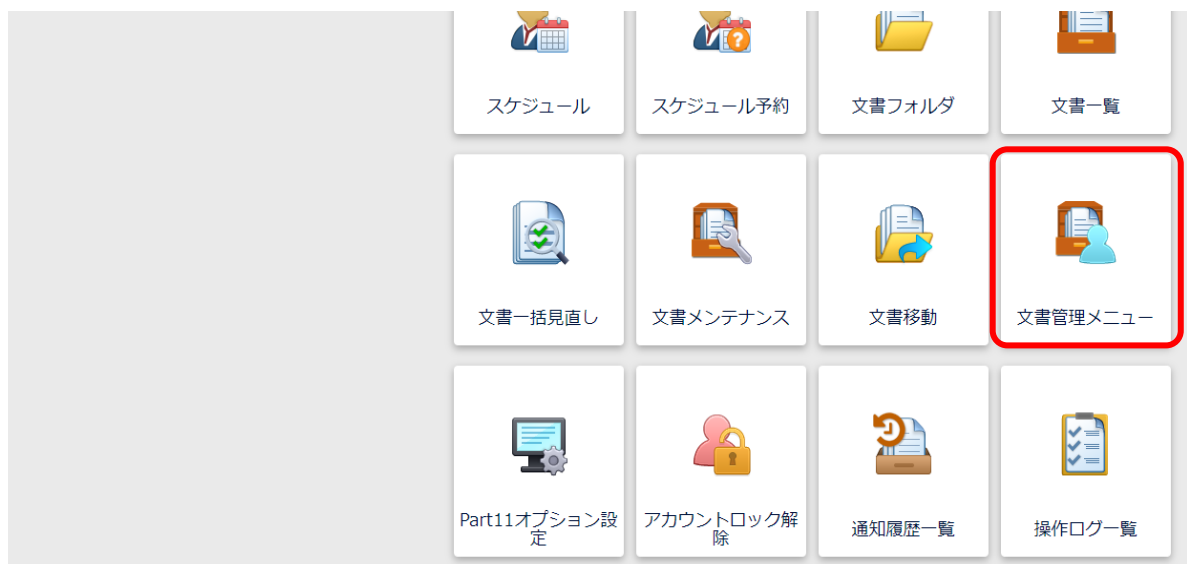 スケジュール
スケジュール予約
文書フォルダ
文書一覧
文書一括見直し
文書メンテナンス
文書移動
文書管理メニュー
Part11オプション設
定
アカウントロック解
除
通知履歴一覧
操作ログ一覧